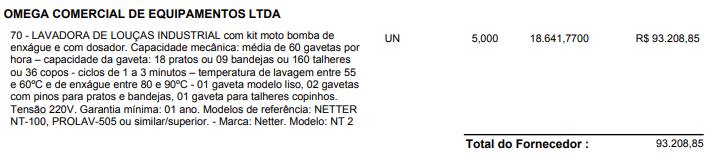 OMEGA COMERCIAL DE EQUIPAMENTOS LTDA
70 - LAVADORA DE LOUÇAS INDUSTRIAL com kit moto bomba de UN 5,000 18.641,7700 R$ 93.208,85
enxágue e com dosador. Capacidade mecânica: média de 60 gavetas por
hora – capacidade da gaveta: 18 pratos ou 09 bandejas ou 160 talheres
ou 36 copos - ciclos de 1 a 3 minutos – temperatura de lavagem entre 55
e 60ºC e de enxágue entre 80 e 90ºC - 01 gaveta modelo liso, 02 gavetas
com pinos para pratos e bandejas, 01 gaveta para talheres copinhos.
Tensão 220V. Garantia mínima: 01 ano. Modelos de referência: NETTER
NT-100, PROLAV-505 ou similar/superior. - Marca: Netter. Modelo: NT 2
Total do Fornecedor : 93.208,85